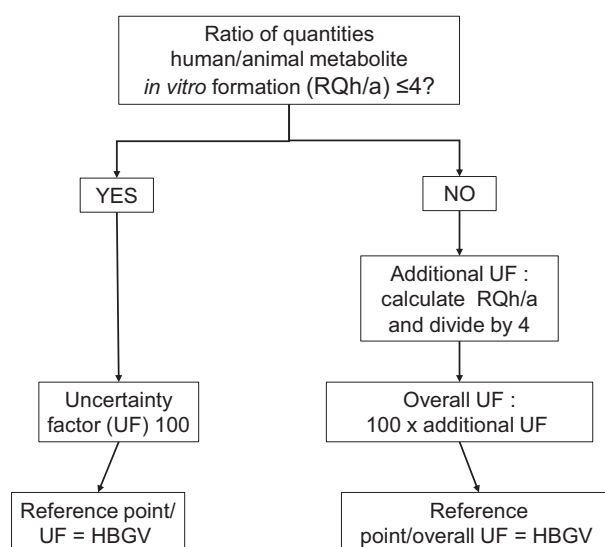 Ratio of quantities
human/animal metabolite
in vitro formation (RQh/a) ≤4?
YES
NO
Additional UF :
calculate RQh/a
and divide by 4
Uncertainty
factor (UF) 100
Overall UF :
100 x additional UF
Reference point/
UF = HBGV
Reference
point/overall UF = HBGV